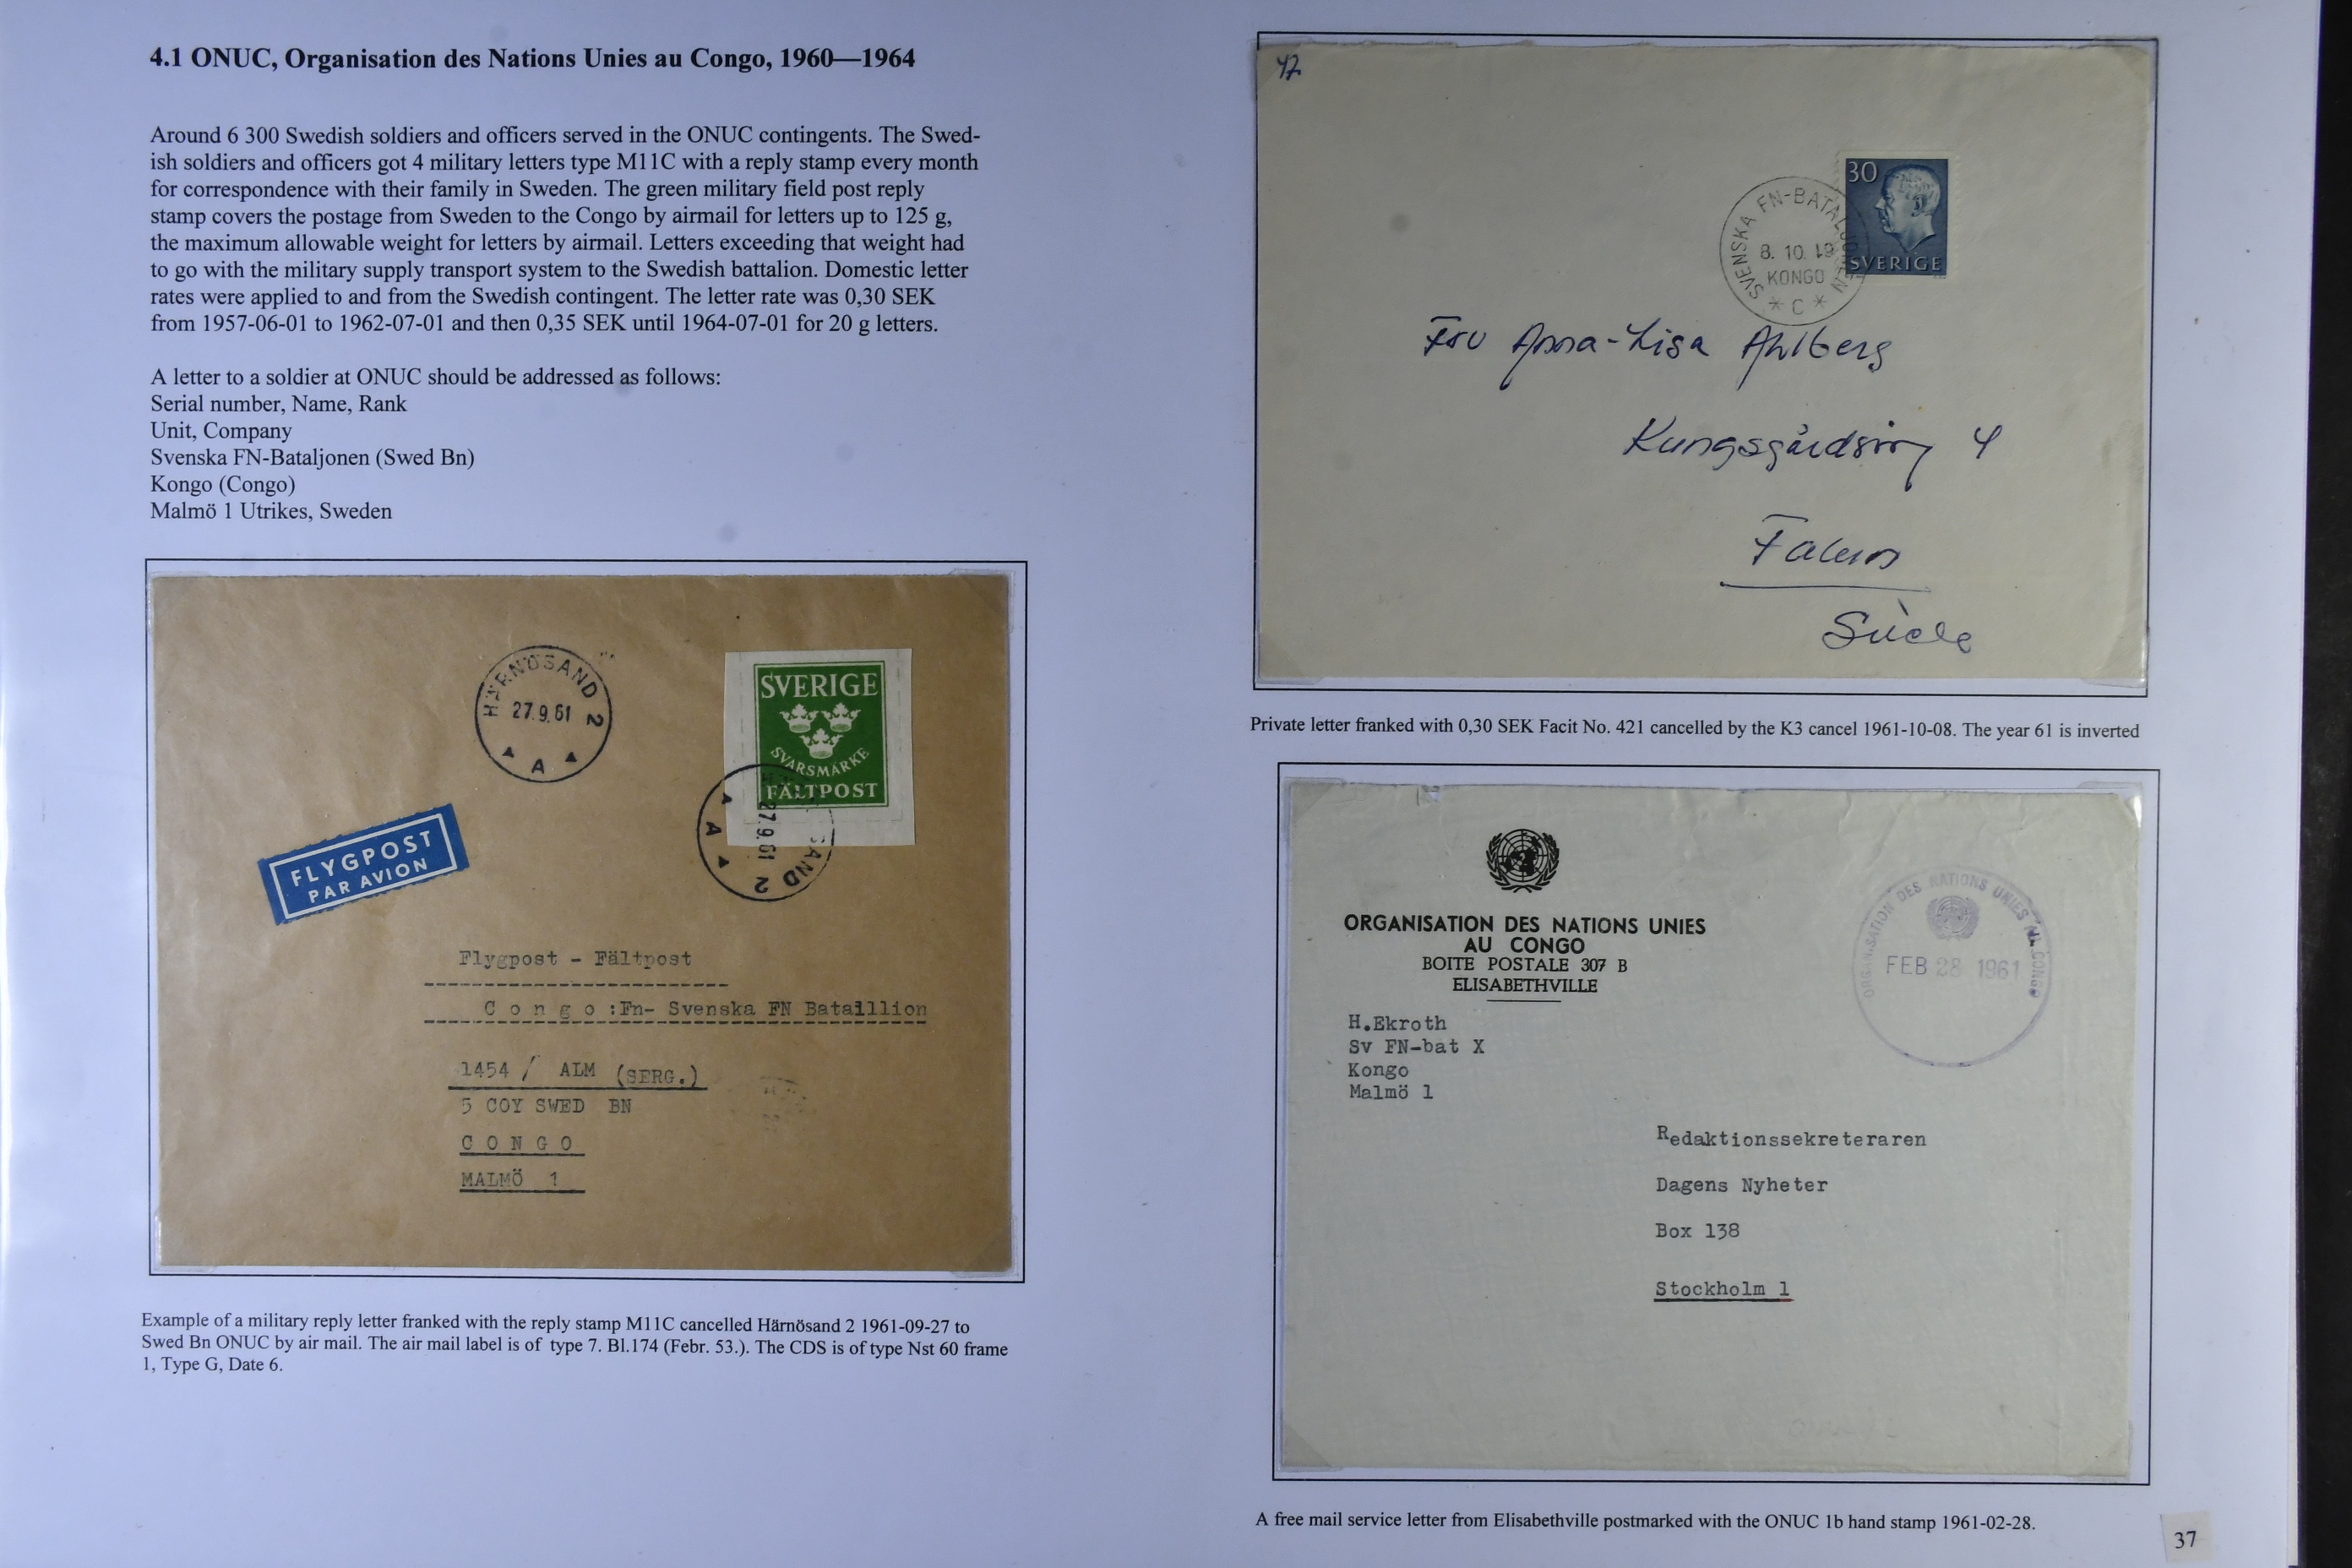 4.1 ONUC, Organisation des Nations Unies au Congo, 1960—1964
Around 6 300 Swedish soldiers and officers served in the ONUC contingents. The Swed-
ish soldiers and officers got 4 military letters type M11C with a reply stamp every month
for correspondence with their family in Sweden. The green military field post reply
stamp covers the postage from Sweden to the Congo by airmail for letters up to 125 g,
the maximum allowable weight for letters by airmail. Letters exceeding that weight had
to go with the military supply transport system to the Swedish battalion. Domestic letter
rates were applied to and from the Swedish contingent. The letter rate was 0,30 SEK
from 1957-06-01 to 1962-07-01 and then 0,35 SEK until 1964-07-01 for 20 g letters.
A letter to a soldier at ONUC should be addressed as follows:
Serial number, Name, Rank
Unit, Company
Svenska FN-Bataljonen (Swed Bn)
Kongo (Congo)
Malmö 1 Utrikes, Sweden
HÄRNÖSAND 2
27.9.61
A
SVERIGE
SVARSMÄRKE
FÄLTPOST
SAND 2
27.9.61
A
FLYGPOST
PAR AVION
Flygpost - Fältpost
C o n g o :Fn- Svenska FN Bataillion
1454 / ALM (SERG.)
5 COY SWED BN
C O N G O
MALMÖ 1
Example of a military reply letter franked with the reply stamp M11C cancelled Härnösand 2 1961-09-27 to
Swed Bn ONUC by air mail. The air mail label is of type 7. Bl.174 (Febr. 53.). The CDS is of type Nst 60 frame
1, Type G, Date 6.
42
30
SVERIGE
SVENSKA FN-BATALJONEN
8. 10. 19
KONGO
* C *
Fru Anna-Lisa Ahlberg
Kungsgårdsv 4
Falun
Suède
Private letter franked with 0,30 SEK Facit No. 421 cancelled by the K3 cancel 1961-10-08. The year 61 is inverted
ORGANISATION DES NATIONS UNIES
AU CONGO
BOITE POSTALE 307 B
ELISABETHVILLE
ORGANISATION DES NATIONS UNIES AU CONGO
FEB 28 1961
H.Ekroth
Sv FN-bat X
Kongo
Malmö 1
Redaktionssekreteraren
Dagens Nyheter
Box 138
Stockholm 1
A free mail service letter from Elisabethville postmarked with the ONUC 1b hand stamp 1961-02-28.
37